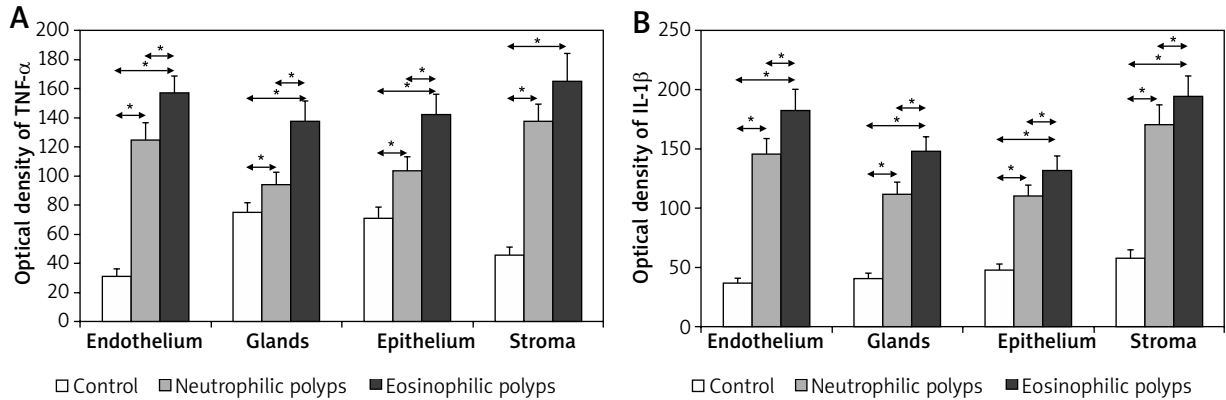 A
Optical density of TNF-α
200
180
160
140
120
100
80
60
40
20
0
* * *
* * *
* * *
* *
Endothelium Glands Epithelium Stroma
Control Neutrophilic polyps Eosinophilic polyps
B
Optical density of IL-1β
250
200
150
100
50
0
* * *
* * *
* * *
* * *
Endothelium Glands Epithelium Stroma
Control Neutrophilic polyps Eosinophilic polyps